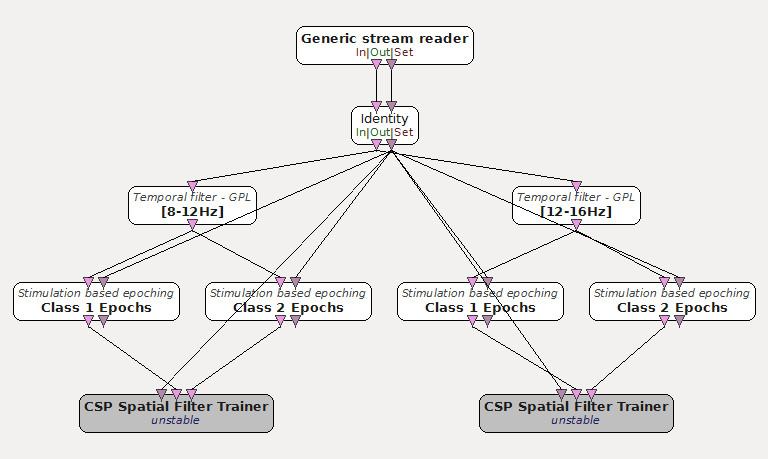 Generic stream reader
In|Out|Set
Identity
In|Out|Set
Temporal filter - GPL
[8-12Hz]
Temporal filter - GPL
[12-16Hz]
Stimulation based epoching
Class 1 Epochs
Stimulation based epoching
Class 2 Epochs
Stimulation based epoching
Class 1 Epochs
Stimulation based epoching
Class 2 Epochs
CSP Spatial Filter Trainer
unstable
CSP Spatial Filter Trainer
unstable